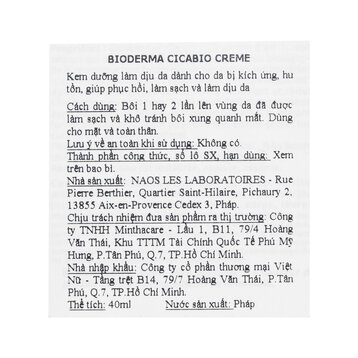 BIODERMA CICABIO CREME
Kem dưỡng làm dịu da dành cho da bị kích ứng, hư
tổn, giúp phục hồi, làm sạch và làm dịu da
Cách dùng: Bôi 1 hay 2 lần lên vùng da đã được
làm sạch và khô tránh bôi xung quanh mắt. Dùng
cho mặt và toàn thân.
Lưu ý về an toàn khi sử dụng: Không có.
Thành phần công thức, số lô SX, hạn dùng: Xem
trên bao bì.
Nhà sản xuất: NAOS LES LABORATOIRES - Rue
Pierre Berthier, Quartier Saint-Hilaire, Pichaury 2,
13855 Aix-en-Provence Cedex 3, Pháp.
Chịu trách nhiệm đưa sản phẩm ra thị trường: Công
ty TNHH Minthacare - Lầu 1, B11, 79/4 Hoàng
Văn Thái, Khu TTTM Tài Chính Quốc Tế Phú Mỹ
Hưng, P.Tân Phú, Q.7, TP.Hồ Chí Minh.
Nhà nhập khẩu: Công ty cổ phần thương mại Việt
Nữ - Tầng trệt B14, 79/7 Hoàng Văn Thái, P.Tân
Phú, Q.7, TP.Hồ Chí Minh.
Thể tích: 40ml Nước sản xuất: Pháp